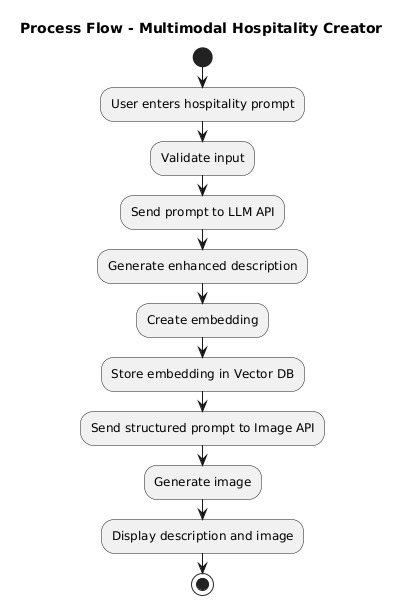 Process Flow - Multimodal Hospitality Creator
User enters hospitality prompt
Validate input
Send prompt to LLM API
Generate enhanced description
Create embedding
Store embedding in Vector DB
Send structured prompt to Image API
Generate image
Display description and image